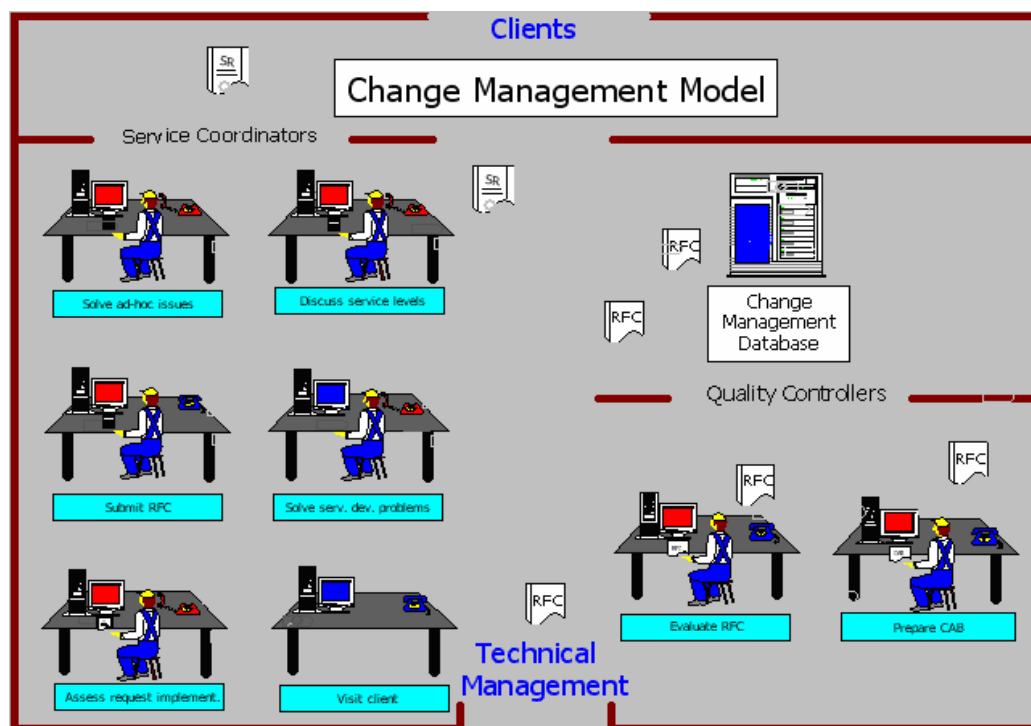 Clients
SR
Change Management Model
Service Coordinators
SR
RFC
RFC
Solve ad-hoc issues
Discuss service levels
Change
Management
Database
Quality Controllers
RFC
RFC
Submit RFC
Solve serv. dev. problems
RFC
Evaluate RFC
Prepare CAB
Assess request implement.
Visit client
Technical
Management